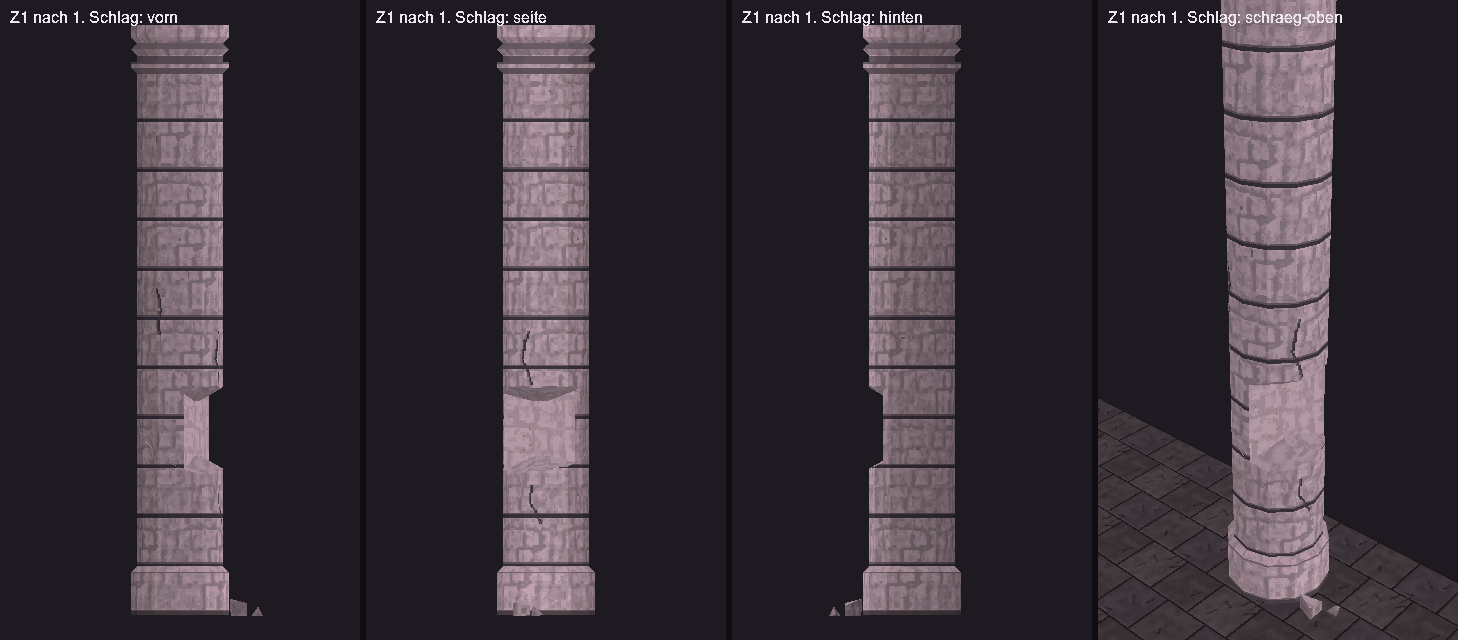 Z1 nach 1. Schlag: vorn
Z1 nach 1. Schlag: seite
Z1 nach 1. Schlag: hinten
Z1 nach 1. Schlag: schraeg-oben